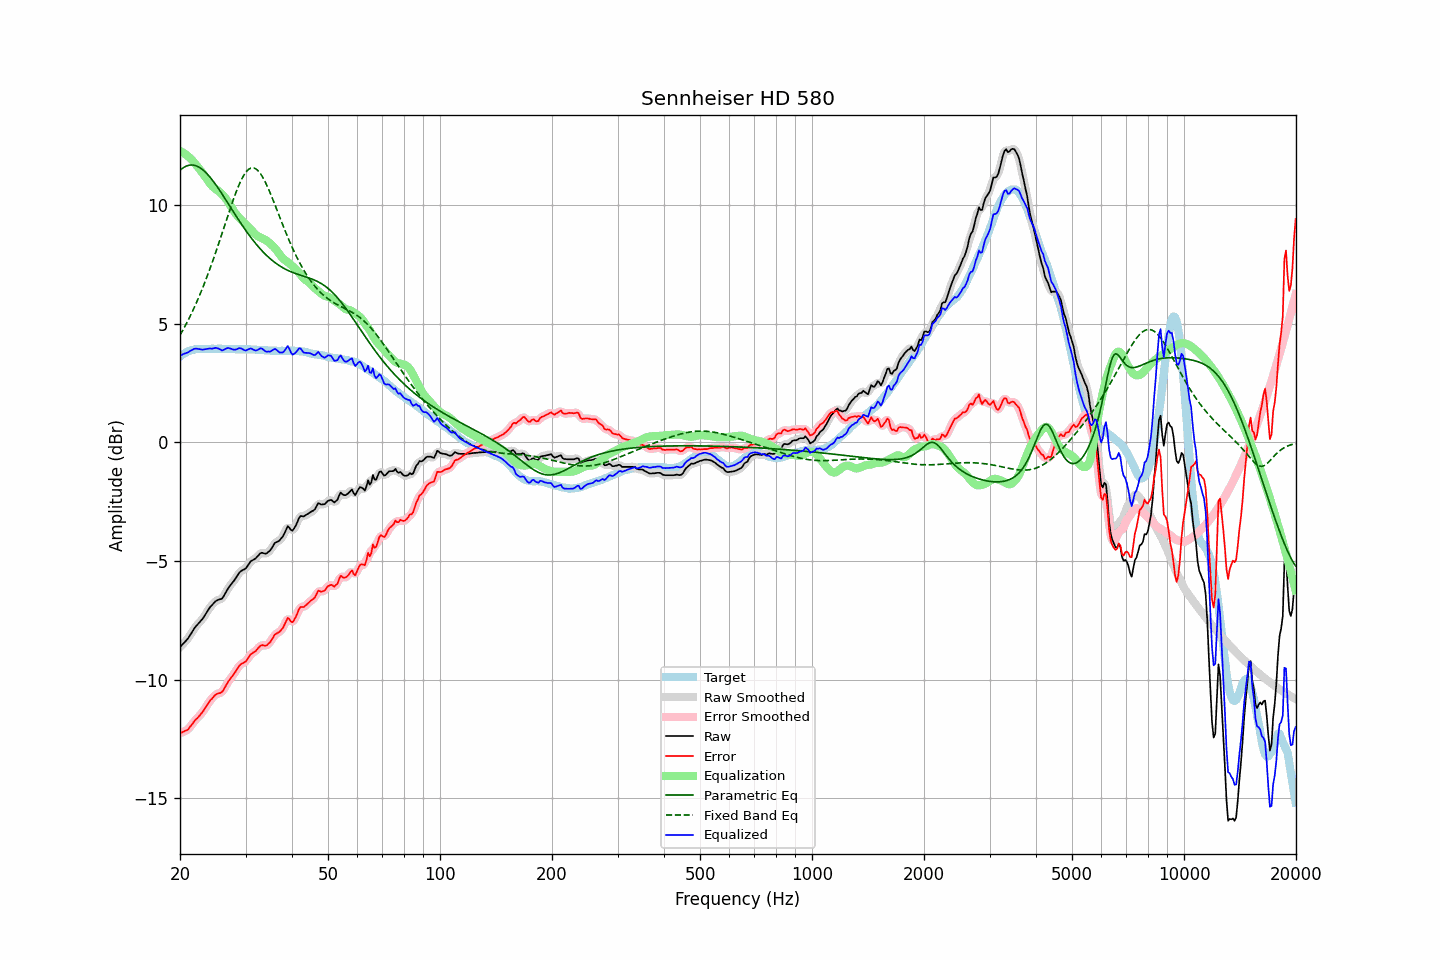 Sennheiser HD 580
Amplitude (dBr)
10
5
0
−5
−10
−15
Target
Raw Smoothed
Error Smoothed
Raw
Error
Equalization
Parametric Eq
Fixed Band Eq
Equalized
20 50 100 200 500 1000 2000 5000 10000 20000
Frequency (Hz)